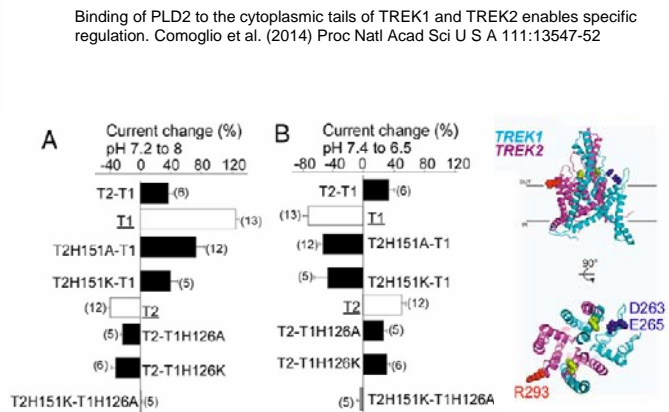 Binding of PLD2 to the cytoplasmic tails of TREK1 and TREK2 enables specific
regulation. Comoglio et al. (2014) Proc Natl Acad Sci U S A 111:13547-52
A
Current change (%)
pH 7.2 to 8
-40 0 40 80 120
T2-T1 (6)
T1 (13)
T2H151A-T1 (12)
T2H151K-T1 (5)
(12) T2
(5) T2-T1H126A
(6) T2-T1H126K
T2H151K-T1H126A (5)
B
Current change (%)
pH 7.4 to 6.5
-80 -40 0 40 80 120
T2-T1 (6)
(13) T1
(12) T2H151A-T1
(5) T2H151K-T1
T2 (12)
T2-T1H126A (5)
T2-T1H126K (6)
(5) T2H151K-T1H126A
TREK1
TREK2
90°
D263
E265
R293